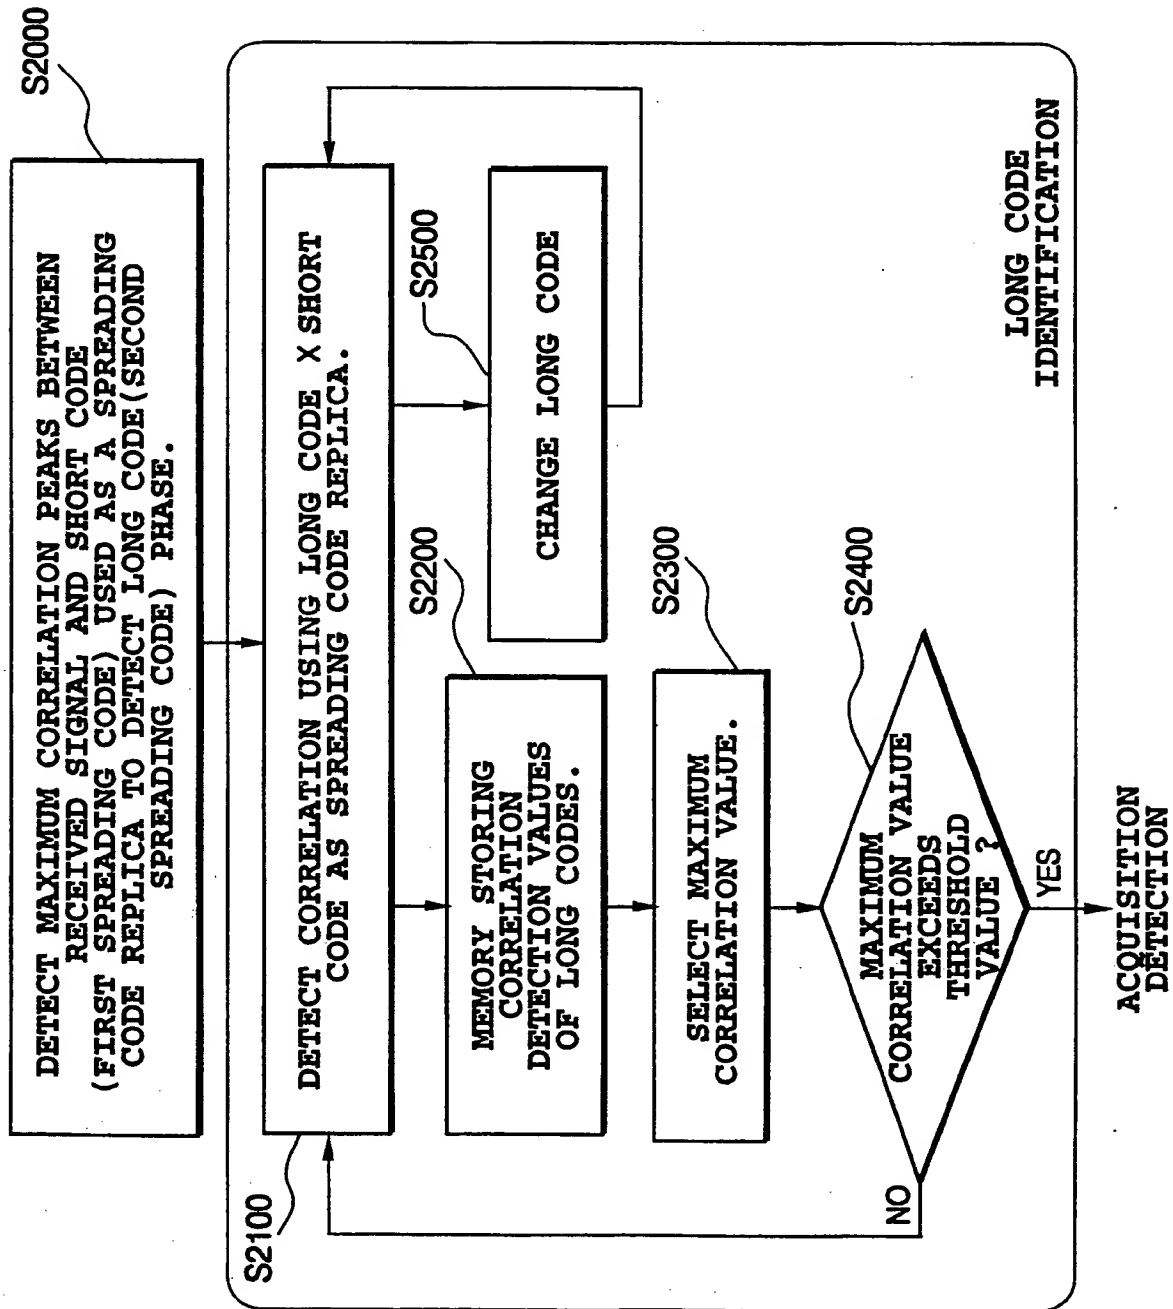 S2000
DETECT MAXIMUM CORRELATION PEAKS BETWEEN
RECEIVED SIGNAL AND SHORT CODE
(FIRST SPREADING CODE) USED AS A SPREADING
CODE REPLICA TO DETECT LONG CODE(SECOND
SPREADING CODE) PHASE.
S2100
DETECT CORRELATION USING LONG CODE X SHORT
CODE AS SPREADING CODE REPLICA.
S2200
MEMORY STORING
CORRELATION
DETECTION VALUES
OF LONG CODES.
S2500
CHANGE LONG CODE
S2300
SELECT MAXIMUM
CORRELATION VALUE.
S2400
MAXIMUM
CORRELATION VALUE
EXCEEDS
THRESHOLD
VALUE ?
NO
YES
LONG CODE
IDENTIFICATION
ACQUISITION
DETECTION